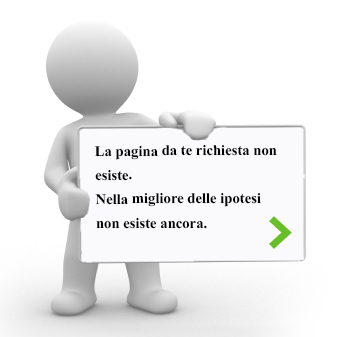 La pagina da te richiesta non
esiste.
Nella migliore delle ipotesi
non esiste ancora.